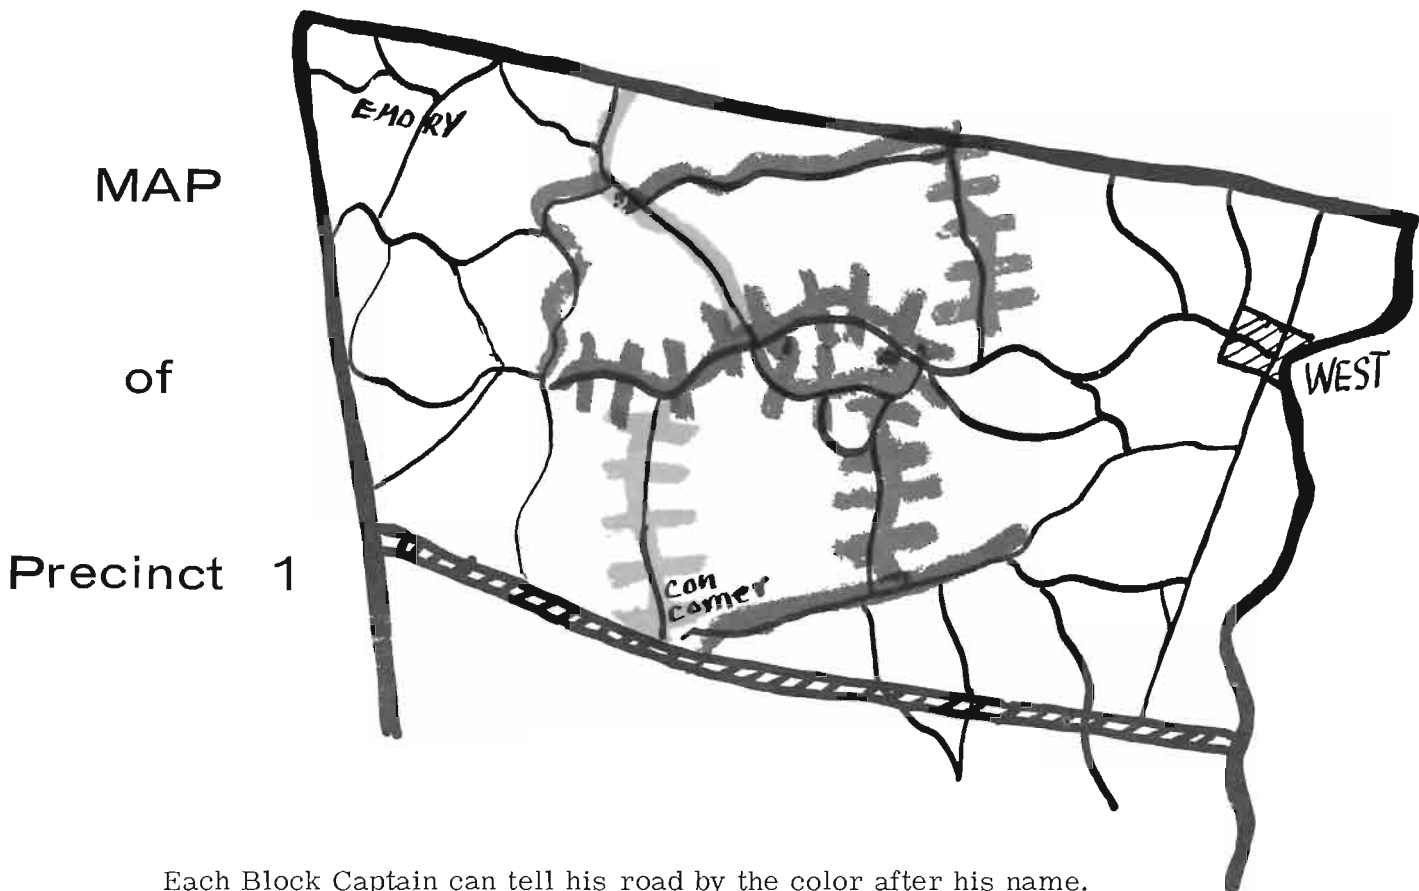 MAP
of
Precinct 1
EMORY
WEST
con
comer
Each Block Captain can tell his road by the color after his name.